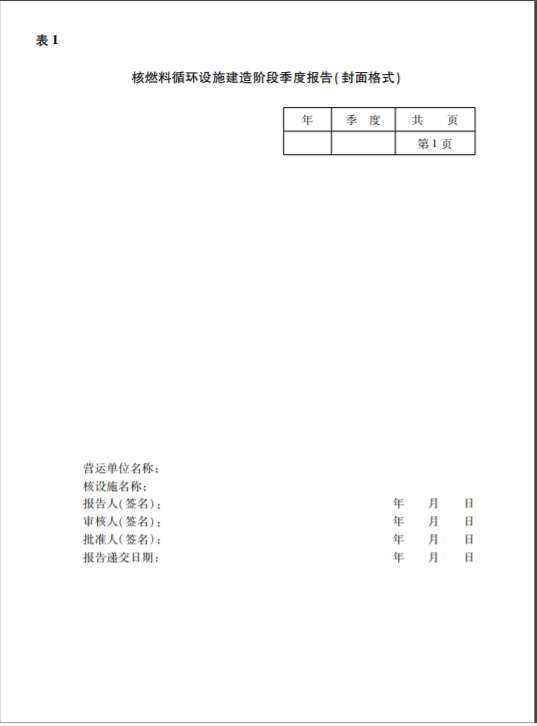 表 1
核燃料循环设施建造阶段季度报告(封面格式)
年 季 度 共 页
第 1 页
营运单位名称:
核设施名称:
报告人(签名): 年 月 日
审核人(签名): 年 月 日
批准人(签名): 年 月 日
报告递交日期: 年 月 日